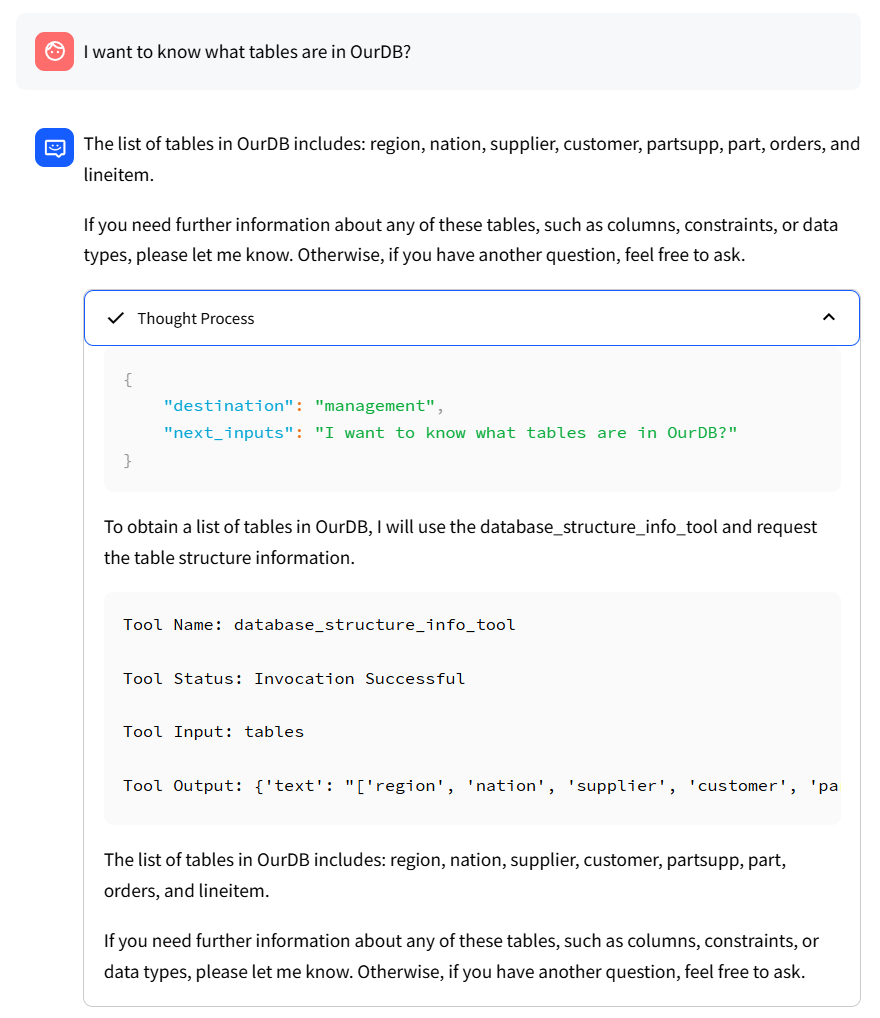 I want to know what tables are in OurDB?
The list of tables in OurDB includes: region, nation, supplier, customer, partsupp, part, orders, and
lineitem.
If you need further information about any of these tables, such as columns, constraints, or data
types, please let me know. Otherwise, if you have another question, feel free to ask.
Thought Process
{
    "destination": "management",
    "next_inputs": "I want to know what tables are in OurDB?"
}
To obtain a list of tables in OurDB, I will use the database_structure_info_tool and request
the table structure information.
Tool Name: database_structure_info_tool
Tool Status: Invocation Successful
Tool Input: tables
Tool Output: {'text': "['region', 'nation', 'supplier', 'customer', 'pa
The list of tables in OurDB includes: region, nation, supplier, customer, partsupp, part,
orders, and lineitem.
If you need further information about any of these tables, such as columns, constraints, or
data types, please let me know. Otherwise, if you have another question, feel free to ask.